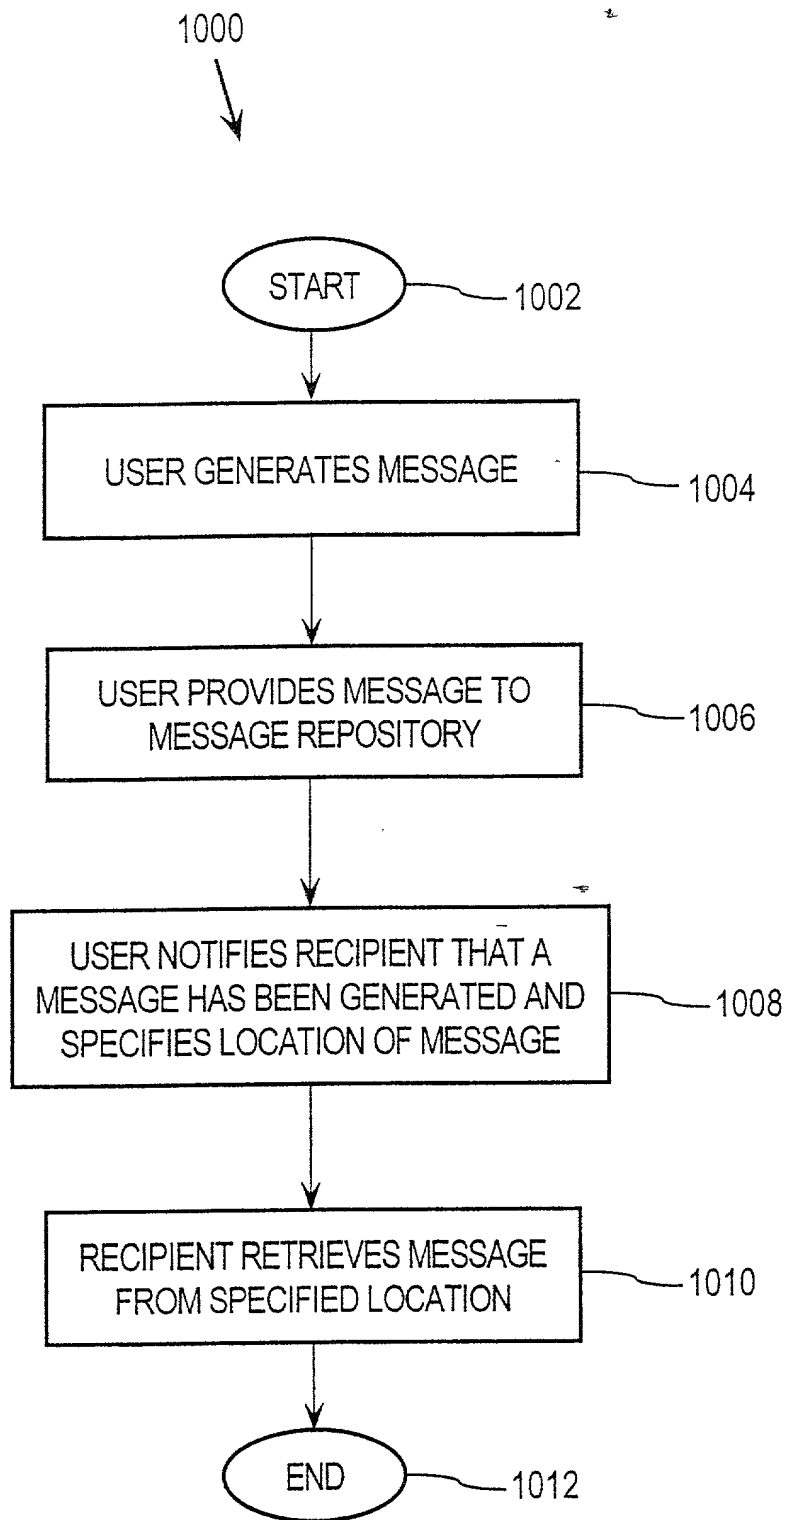 1000
START
1002
USER GENERATES MESSAGE
1004
USER PROVIDES MESSAGE TO
MESSAGE REPOSITORY
1006
USER NOTIFIES RECIPIENT THAT A
MESSAGE HAS BEEN GENERATED AND
SPECIFIES LOCATION OF MESSAGE
1008
RECIPIENT RETRIEVES MESSAGE
FROM SPECIFIED LOCATION
1010
END
1012